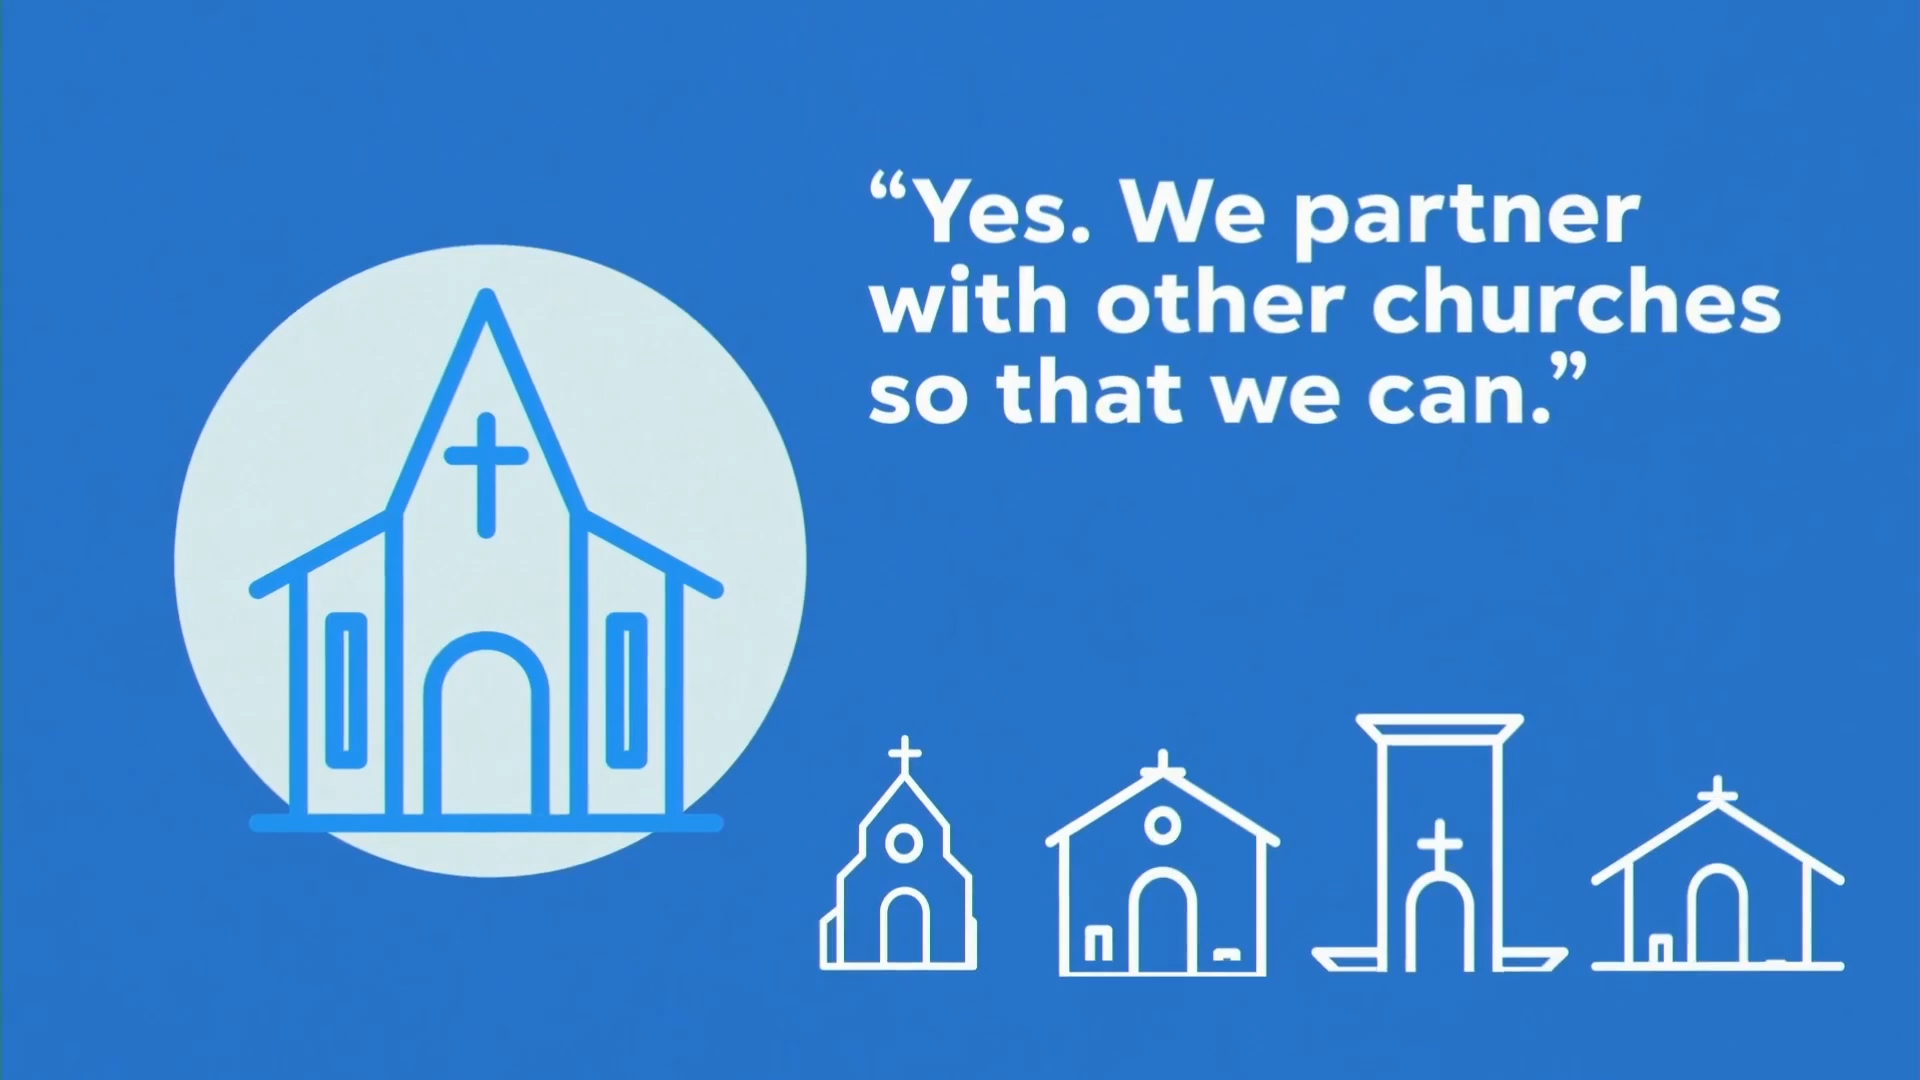 “Yes. We partner
with other churches
so that we can.”